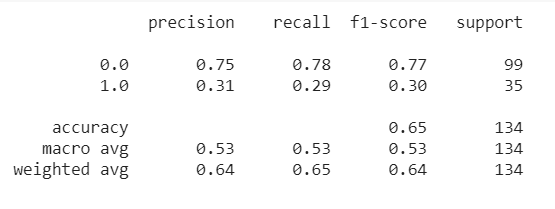 precision recall f1-score support
0.0 0.75 0.78 0.77 99
1.0 0.31 0.29 0.30 35
accuracy 0.65 134
macro avg 0.53 0.53 0.53 134
weighted avg 0.64 0.65 0.64 134